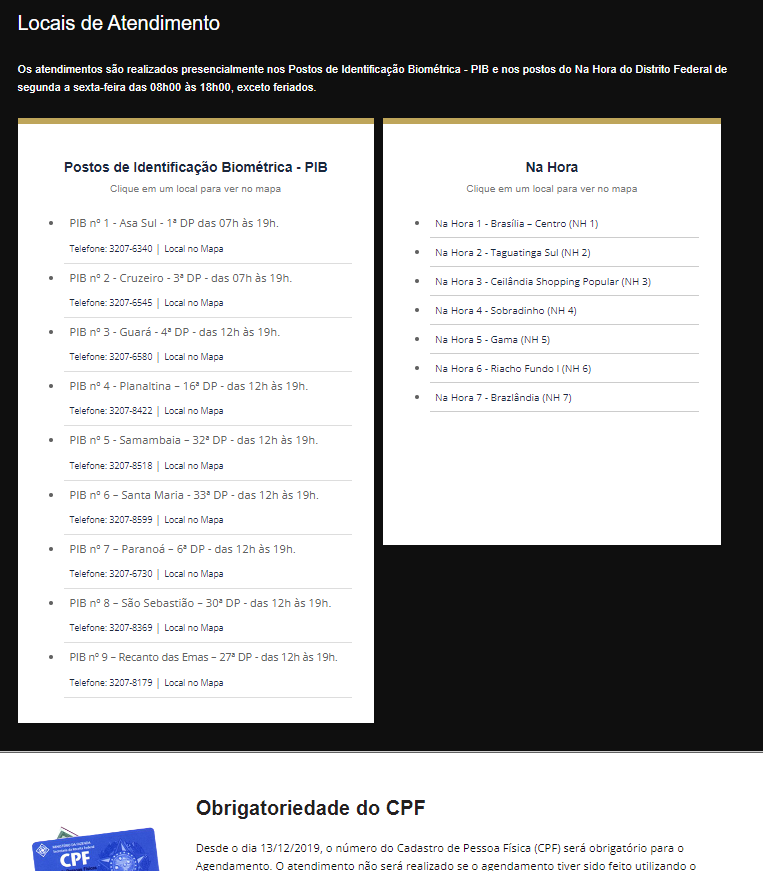 Locais de Atendimento
Os atendimentos são realizados presencialmente nos Postos de Identificação Biométrica - PIB e nos postos do Na Hora do Distrito Federal de
segunda a sexta-feira das 08h00 às 18h00, exceto feriados.
Postos de Identificação Biométrica - PIB
Clique em um local para ver no mapa
PIB nº 1 - Asa Sul - 1ª DP das 07h às 19h.
Telefone: 3207-6340 | Local no Mapa
PIB nº 2 - Cruzeiro - 3ª DP - das 07h às 19h.
Telefone: 3207-6545 | Local no Mapa
PIB nº 3 - Guará - 4ª DP - das 12h às 19h.
Telefone: 3207-6580 | Local no Mapa
PIB nº 4 - Planaltina – 16ª DP - das 12h às 19h.
Telefone: 3207-8422 | Local no Mapa
PIB nº 5 - Samambaia – 32ª DP - das 12h às 19h.
Telefone: 3207-8518 | Local no Mapa
PIB nº 6 – Santa Maria - 33ª DP - das 12h às 19h.
Telefone: 3207-8599 | Local no Mapa
PIB nº 7 – Paranoá – 6ª DP - das 12h às 19h.
Telefone: 3207-6730 | Local no Mapa
PIB nº 8 – São Sebastião – 30ª DP - das 12h às 19h.
Telefone: 3207-8369 | Local no Mapa
PIB nº 9 – Recanto das Emas – 27ª DP - das 12h às 19h.
Telefone: 3207-8179 | Local no Mapa
Na Hora
Clique em um local para ver no mapa
Na Hora 1 - Brasília – Centro (NH 1)
Na Hora 2 - Taguatinga Sul (NH 2)
Na Hora 3 - Ceilândia Shopping Popular (NH 3)
Na Hora 4 - Sobradinho (NH 4)
Na Hora 5 - Gama (NH 5)
Na Hora 6 - Riacho Fundo I (NH 6)
Na Hora 7 - Brazlândia (NH 7)
MINISTÉRIO DA FAZENDA
Secretaria da Receita Federal
CPF
Obrigatoriedade do CPF
Desde o dia 13/12/2019, o número do Cadastro de Pessoa Física (CPF) será obrigatório para o
Agendamento. O atendimento não será realizado se o agendamento tiver sido feito utilizando o